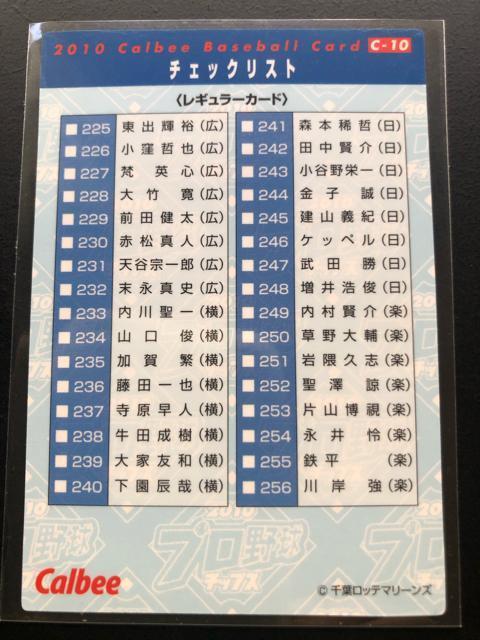 2010 Calbee Baseball Card C-10
チェックリスト
〈レギュラーカード〉
225 東出輝裕(広)
226 小窪哲也(広)
227 梵英心(広)
228 大竹寛(広)
229 前田健太(広)
230 赤松真人(広)
231 天谷宗一郎(広)
232 末永真史(広)
233 内川聖一(横)
234 山口俊(横)
235 加賀繁(横)
236 藤田一也(横)
237 寺原早人(横)
238 牛田成樹(横)
239 大家友和(横)
240 下園辰哉(横)
241 森本稀哲(日)
242 田中賢介(日)
243 小谷野栄一(日)
244 金子誠(日)
245 建山義紀(日)
246 ケッペル(日)
247 武田勝(日)
248 増井浩俊(日)
249 内村賢介(楽)
250 草野大輔(楽)
251 岩隈久志(楽)
252 聖澤諒(楽)
253 片山博視(楽)
254 永井怜(楽)
255 鉄平(楽)
256 川岸強(楽)
2010
プロ野球
チップス
Calbee
© 千葉ロッテマリーンズ